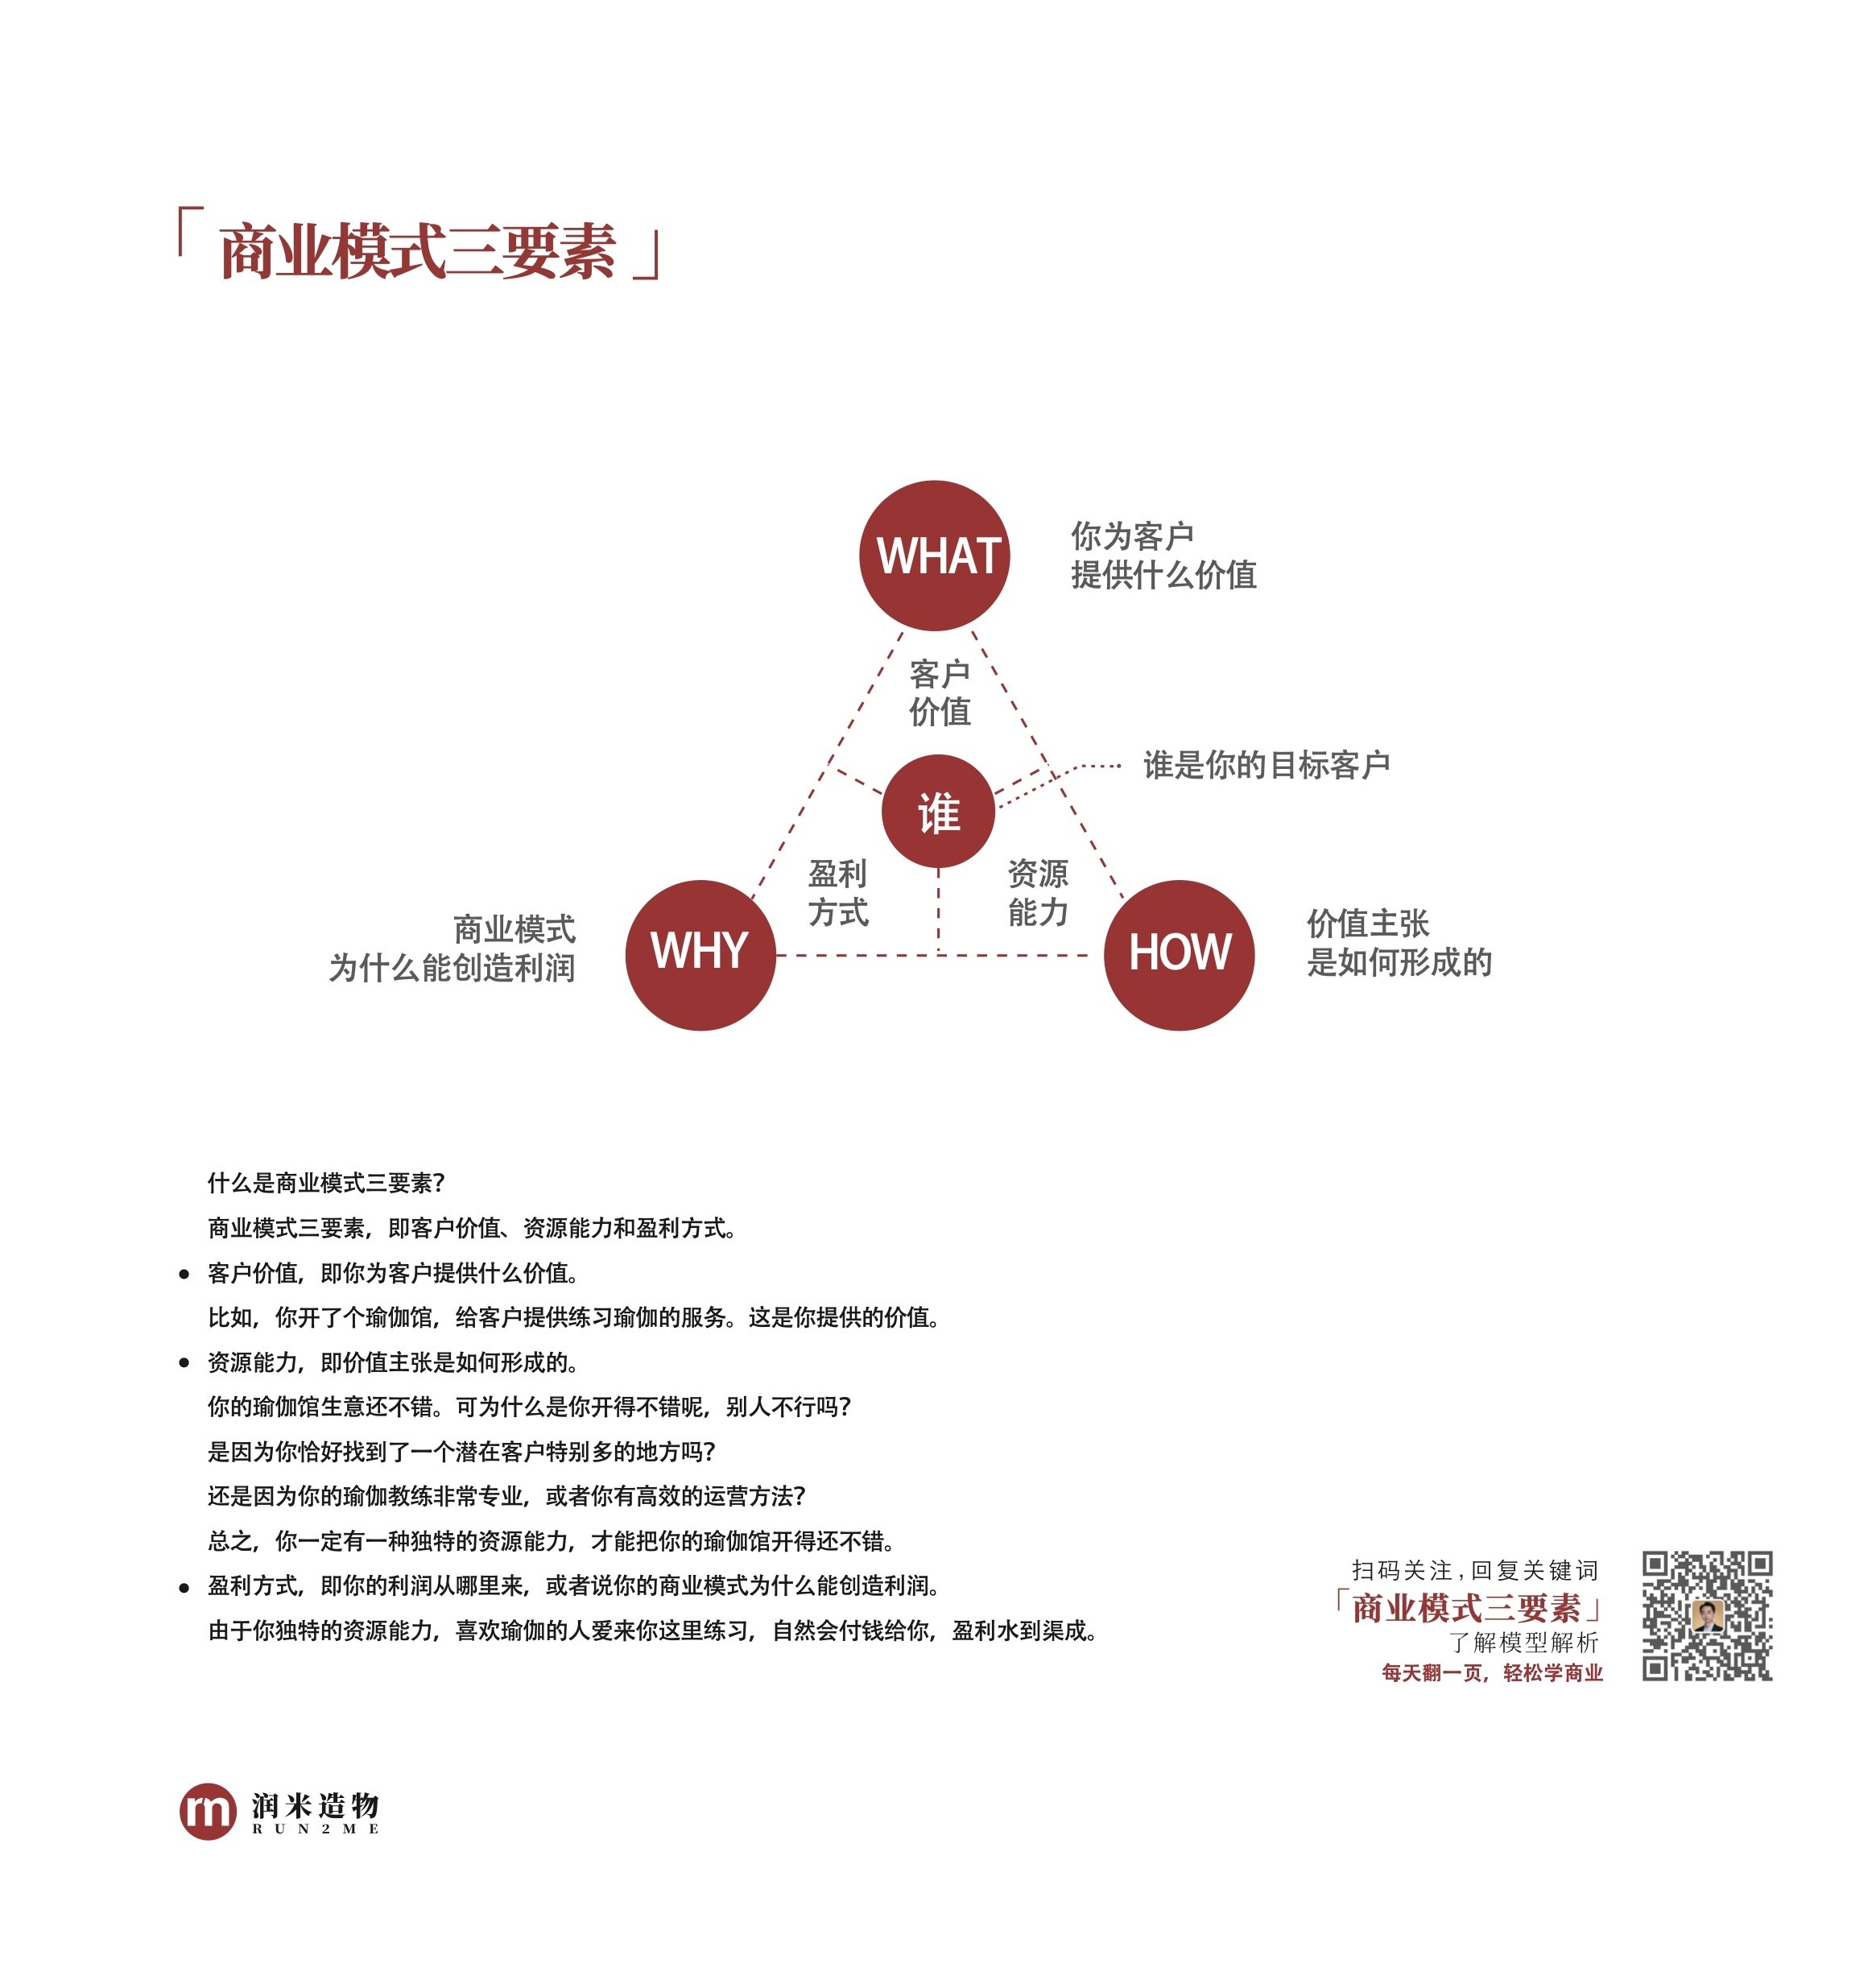 「商业模式三要素」
WHAT
你为客户
提供什么价值
客户
价值
谁是你的目标客户
谁
盈利
方式
资源
能力
商业模式
为什么能创造利润
WHY
HOW
价值主张
是如何形成的
什么是商业模式三要素？
商业模式三要素，即客户价值、资源能力和盈利方式。
● 客户价值，即你为客户提供什么价值。
比如，你开了个瑜伽馆，给客户提供练习瑜伽的服务。这是你提供的价值。
● 资源能力，即价值主张是如何形成的。
你的瑜伽馆生意还不错。可为什么是你开得不错呢，别人不行吗？
是因为你恰好找到了一个潜在客户特别多的地方吗？
还是因为你的瑜伽教练非常专业，或者你有高效的运营方法？
总之，你一定有一种独特的资源能力，才能把你的瑜伽馆开得还不错。
● 盈利方式，即你的利润从哪里来，或者说你的商业模式为什么能创造利润。
由于你独特的资源能力，喜欢瑜伽的人爱来你这里练习，自然会付钱给你，盈利水到渠成。
扫码关注，回复关键词
「商业模式三要素」
了解模型解析
每天翻一页，轻松学商业
m
润米造物
RUN2ME